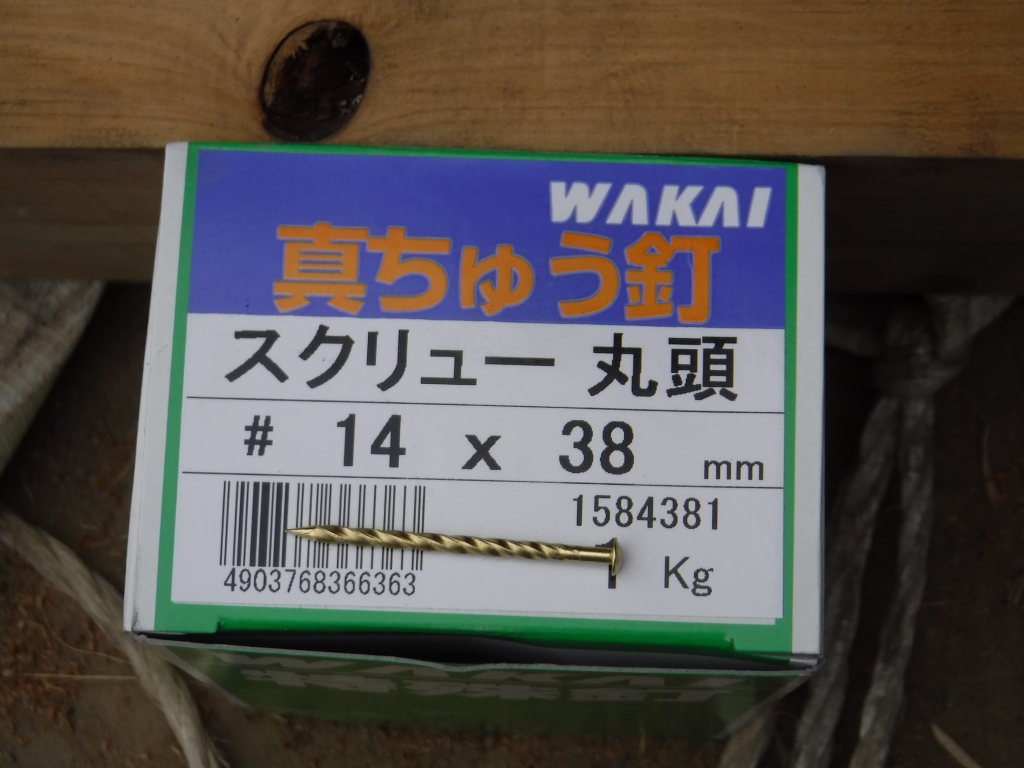 WAKAI
真ちゅう釘
スクリュー 丸頭
# 14 x 38 mm
1584381
1 Kg
4903768366363
WAKAI